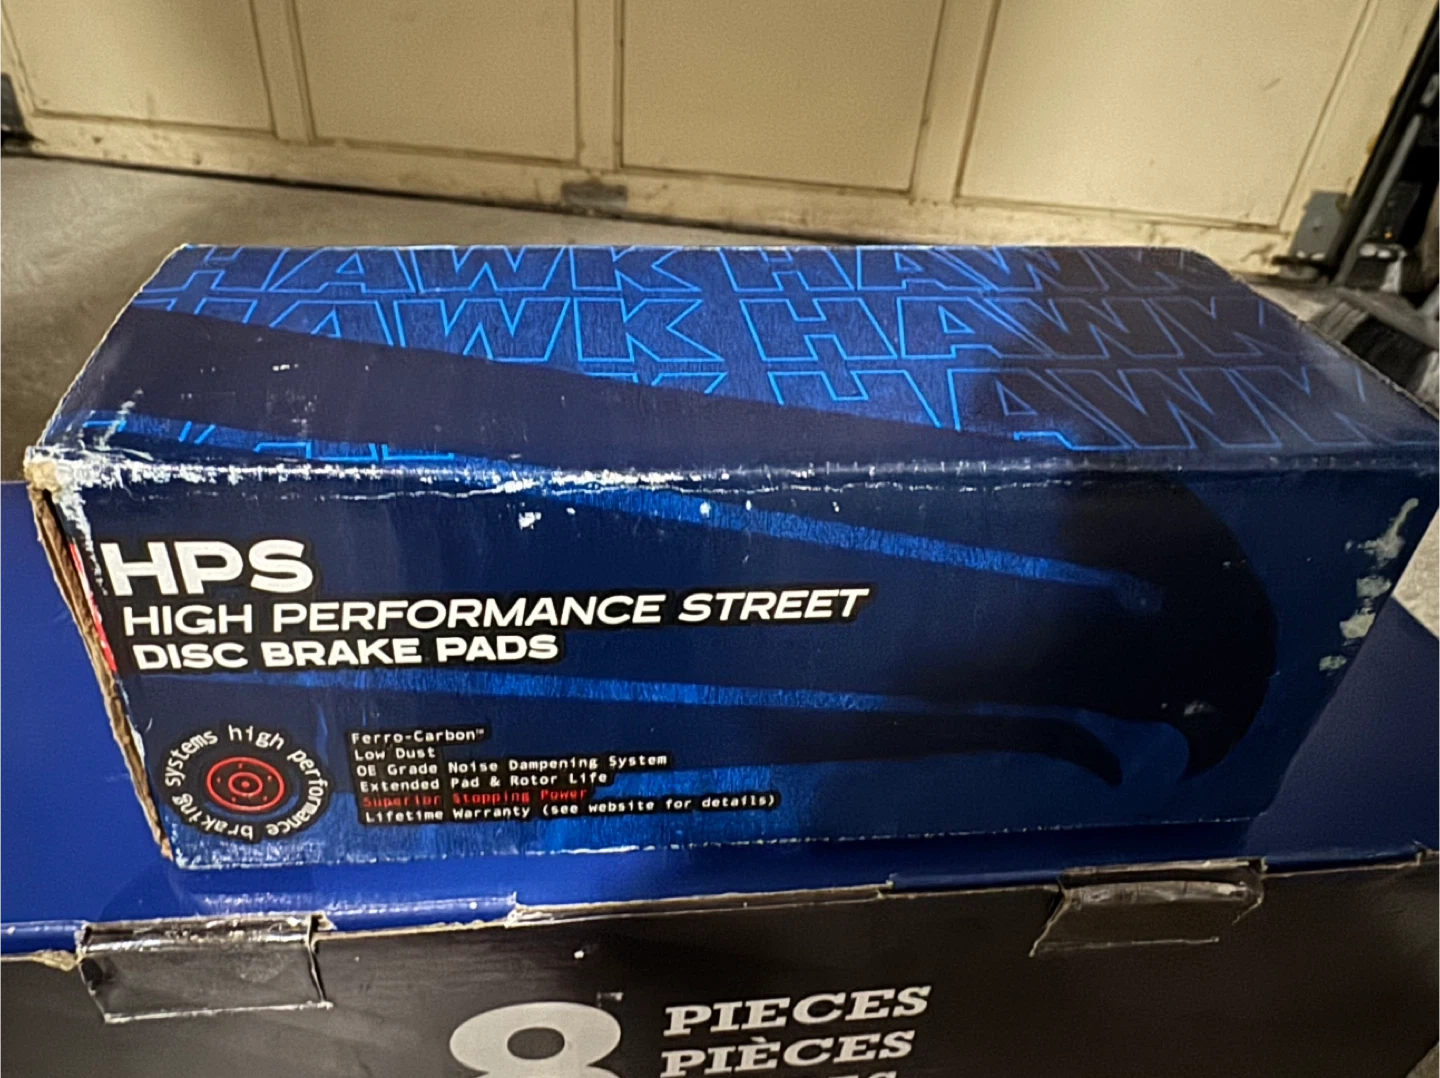 HAWK HAWK
HAWK HAWK
HAWK
HPS
HIGH PERFORMANCE STREET
DISC BRAKE PADS
systems high performance braking
Ferro-Carbon™
Low Dust
OE Grade Noise Dampening System
Extended Pad & Rotor Life
Superior Stopping Power
Lifetime Warranty (see website for details)
8 PIECES
PIÈCES